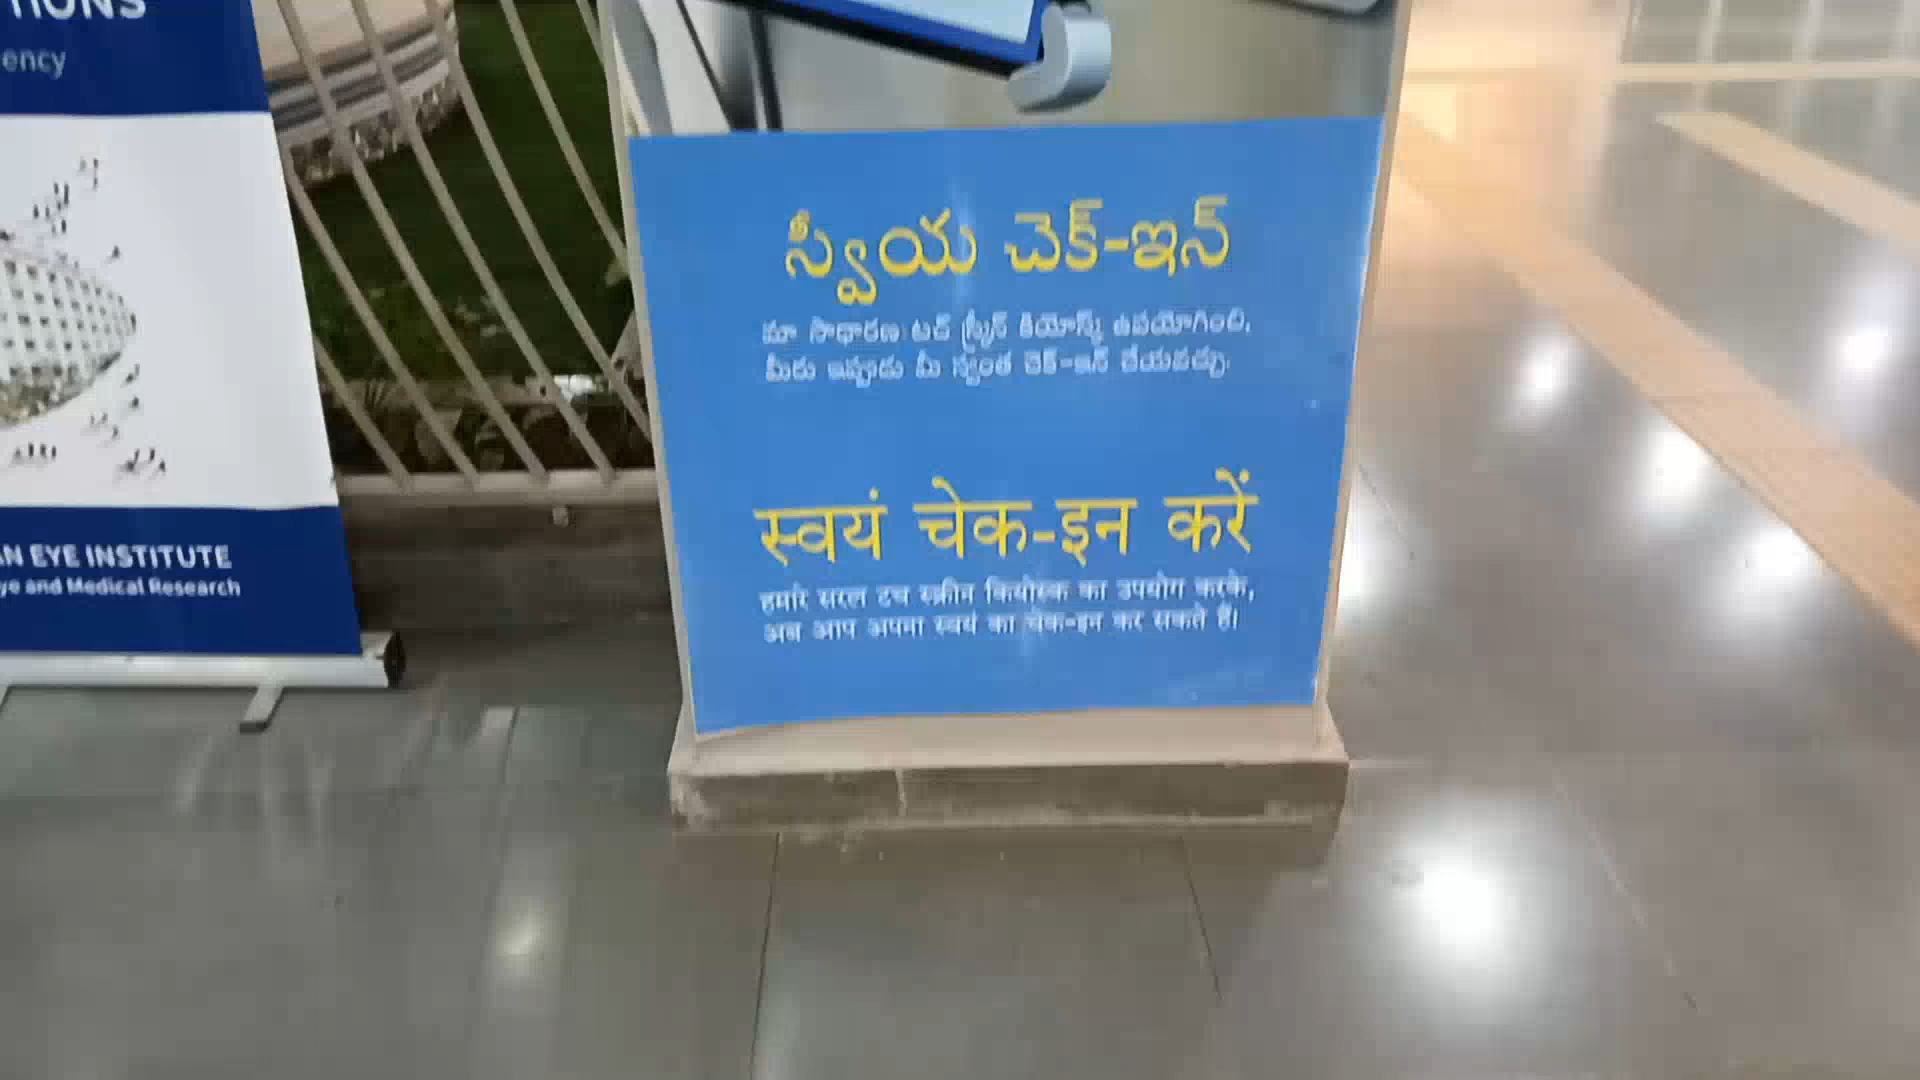 TIONS
ency
AN EYE INSTITUTE
ye and Medical Research
స్వీయ చెక్-ఇన్
మా సాధారణ టచ్ స్క్రీన్ కియోస్క్ ఉపయోగించి,
మీరు ఇప్పుడు మీ స్వంత చెక్-ఇన్ చేయవచ్చు.
स्वयं चेक-इन करें
हमारे सरल टच स्क्रीन कियोस्क का उपयोग करके,
अब आप अपना स्वयं का चेक-इन कर सकते हैं।